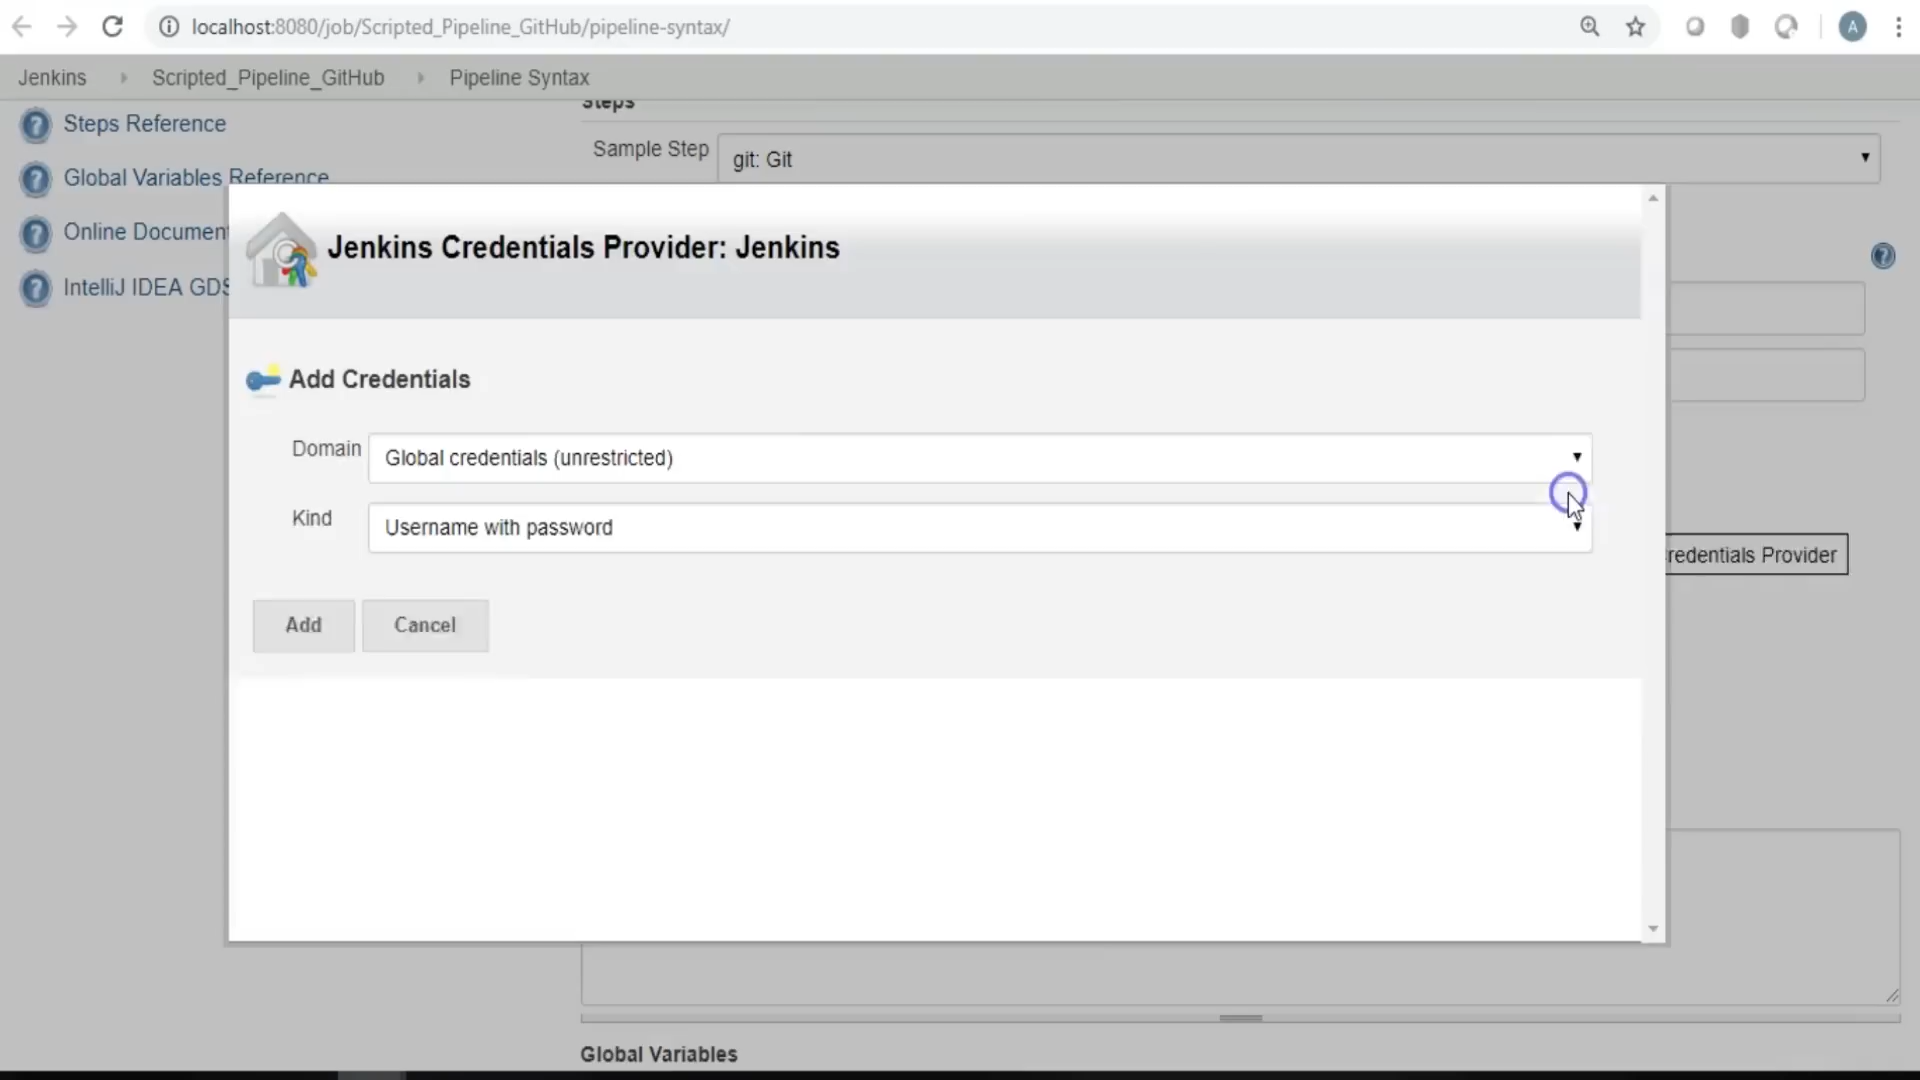 localhost:8080/job/Scripted_Pipeline_GitHub/pipeline-syntax/
A
Jenkins Scripted_Pipeline_GitHub Pipeline Syntax
Steps
Steps Reference
Sample Step git: Git
Global Variables Reference
Online Document
IntelliJ IDEA GDS
Jenkins Credentials Provider: Jenkins
Add Credentials
Domain Global credentials (unrestricted)
Kind Username with password
redentials Provider
Add Cancel
Global Variables